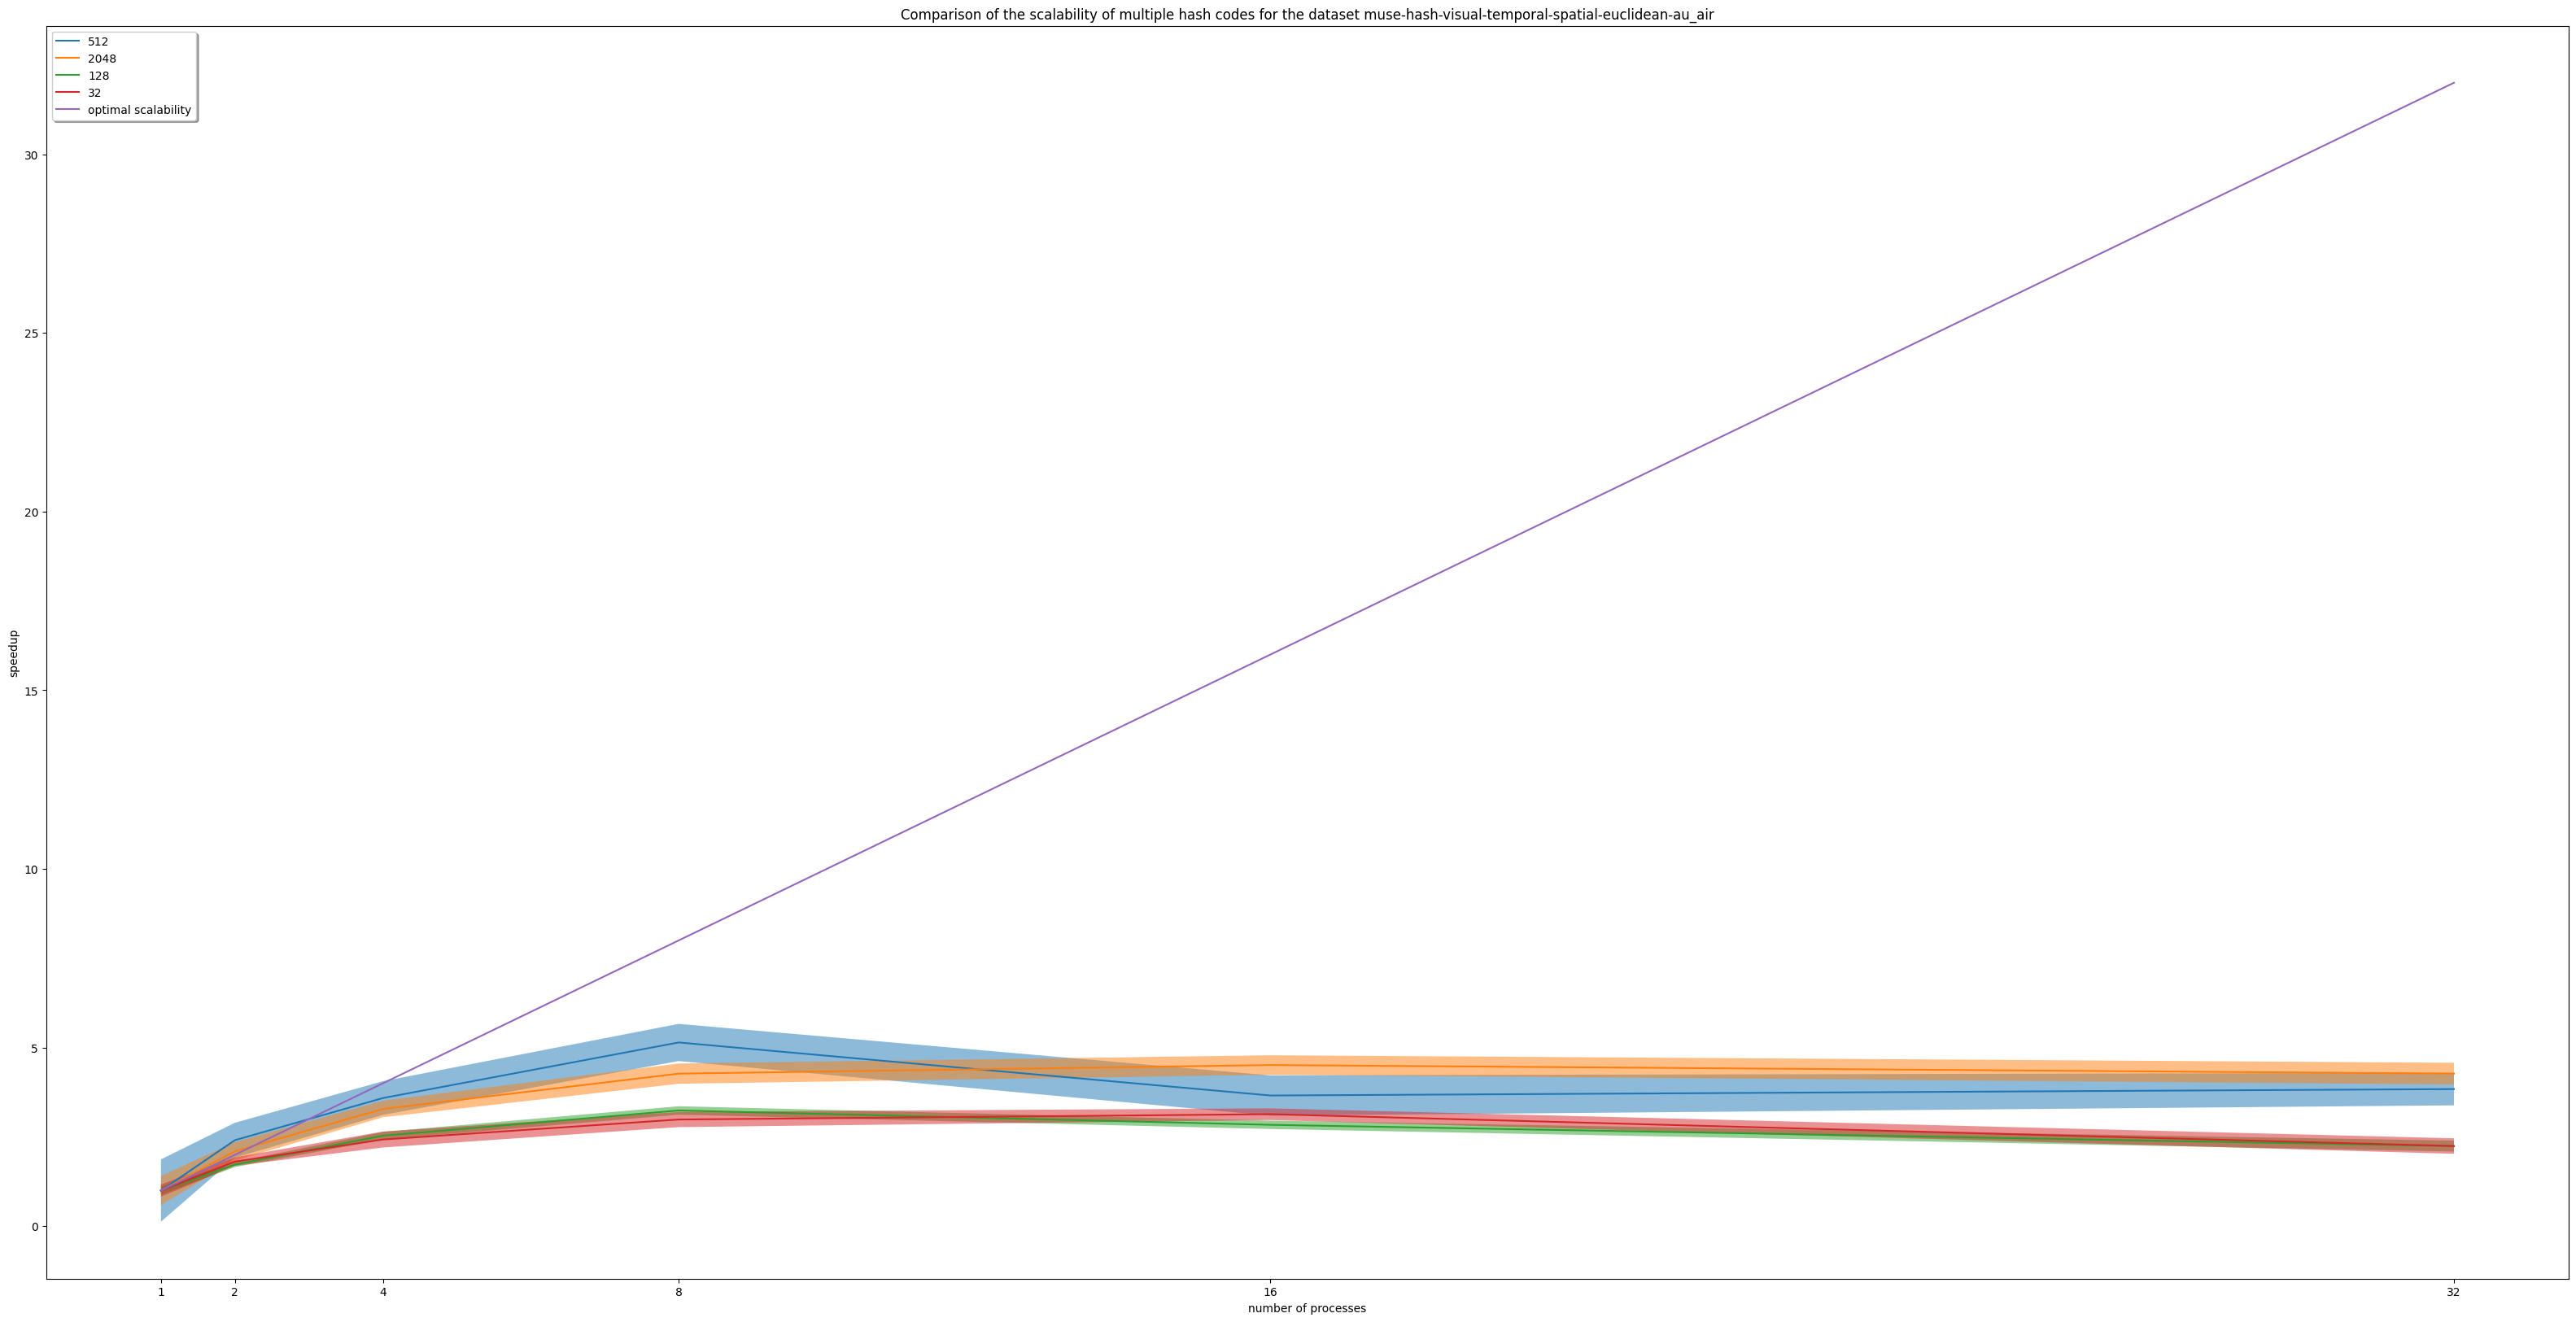 Comparison of the scalability of multiple hash codes for the dataset muse-hash-visual-temporal-spatial-euclidean-au_air
512
2048
128
32
optimal scalability
30
25
20
15
10
5
0
speedup
1 2 4 8 16 32
number of processes